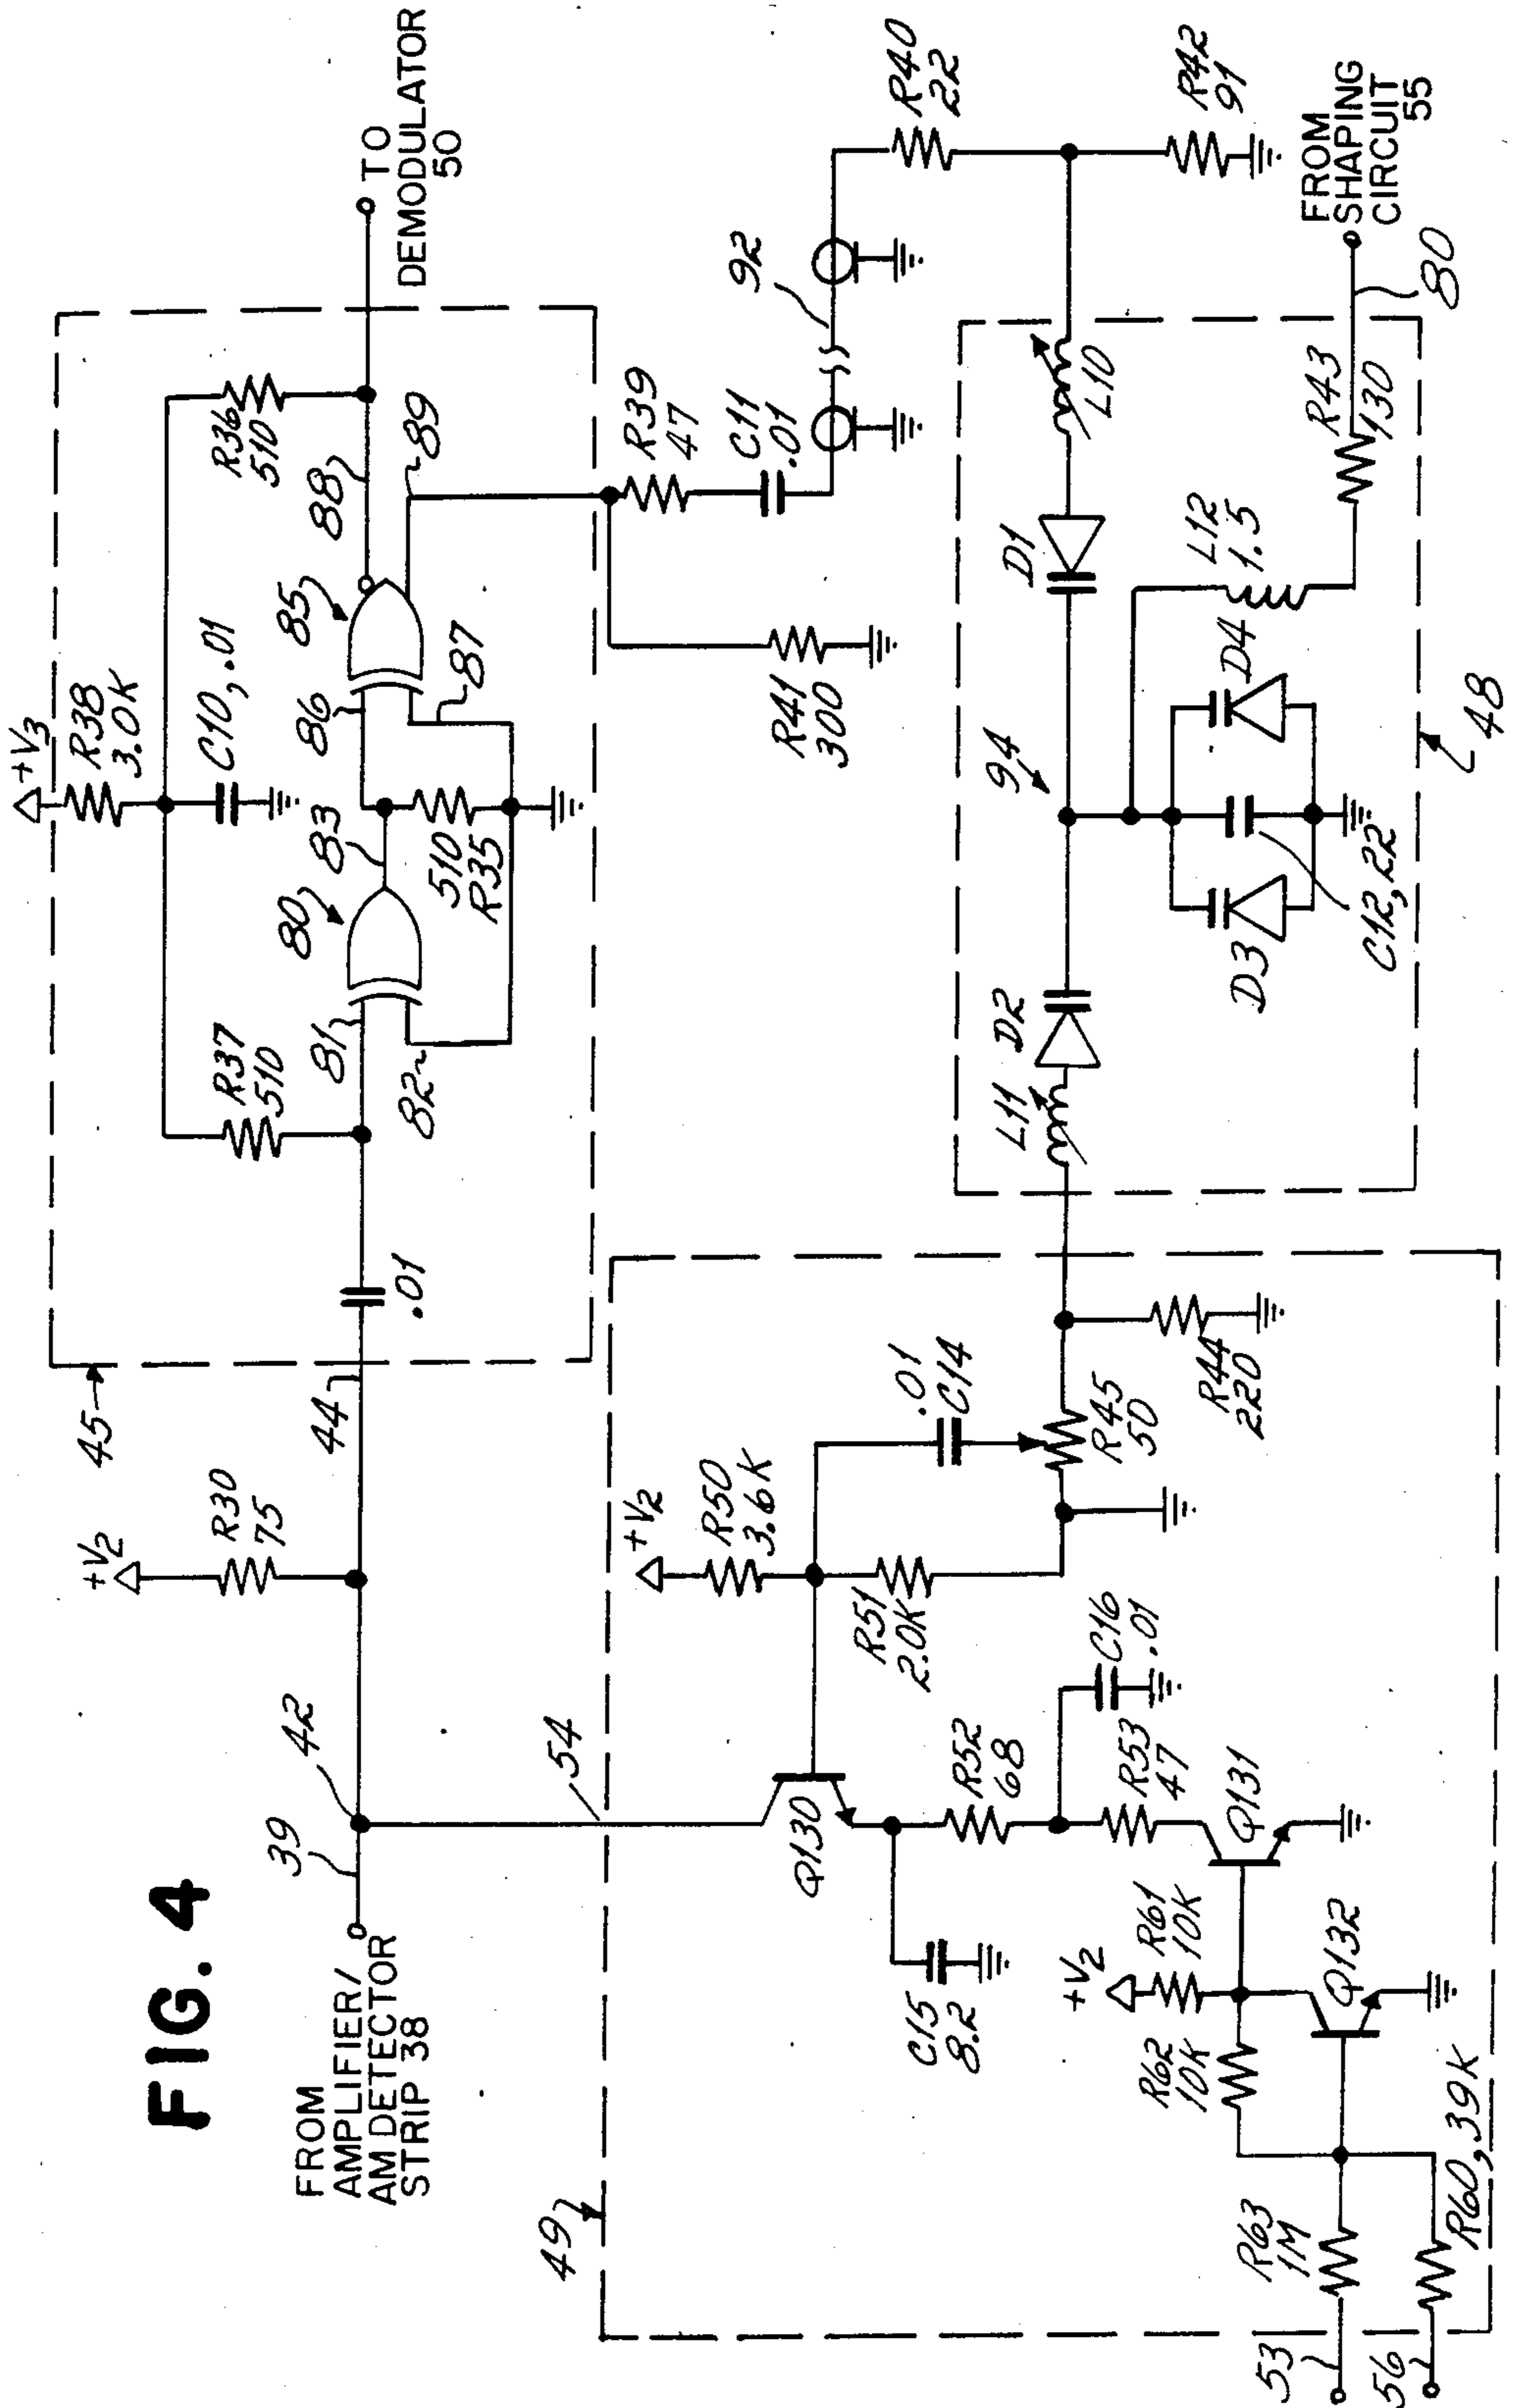 FIG. 4
FROM
AMPLIFIER/
AM DETECTOR
STRIP 38
39
42
54
+V2
R30
75
44
45
.01
R37
510
81
82
80
83
510
R35
+V3
R38
3.0K
C10, .01
86
87
85
88
89
R36
510
TO
DEMODULATOR
50
R39
47
C11
.01
R41
300
92
R40
22
R42
91
FROM
SHAPING
CIRCUIT
55
80
R43
130
L10
D1
L12
1.5
94
D4
D3
C12, 22
D2
L11
48
49
+V2
R50
3.6K
.01
C14
R45
50
R44
220
R51
2.0K
Q130
C15
8.2
R52
68
C16
.01
R53
47
Q131
+V2
R61
10K
R62
10K
Q132
R63
1M
R60, 39K
53
56